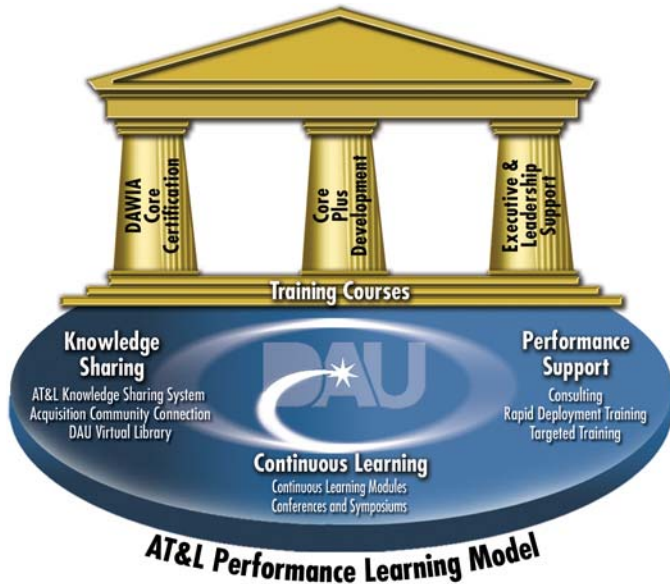 DAWIA
Core
Certification
Core
Plus
Development
Executive &
Leadership
Support
Training Courses
Knowledge
Sharing
AT&L Knowledge Sharing System
Acquisition Community Connection
DAU Virtual Library
DAU
Performance
Support
Consulting
Rapid Deployment Training
Targeted Training
Continuous Learning
Continuous Learning Modules
Conferences and Symposiums
AT&L Performance Learning Model